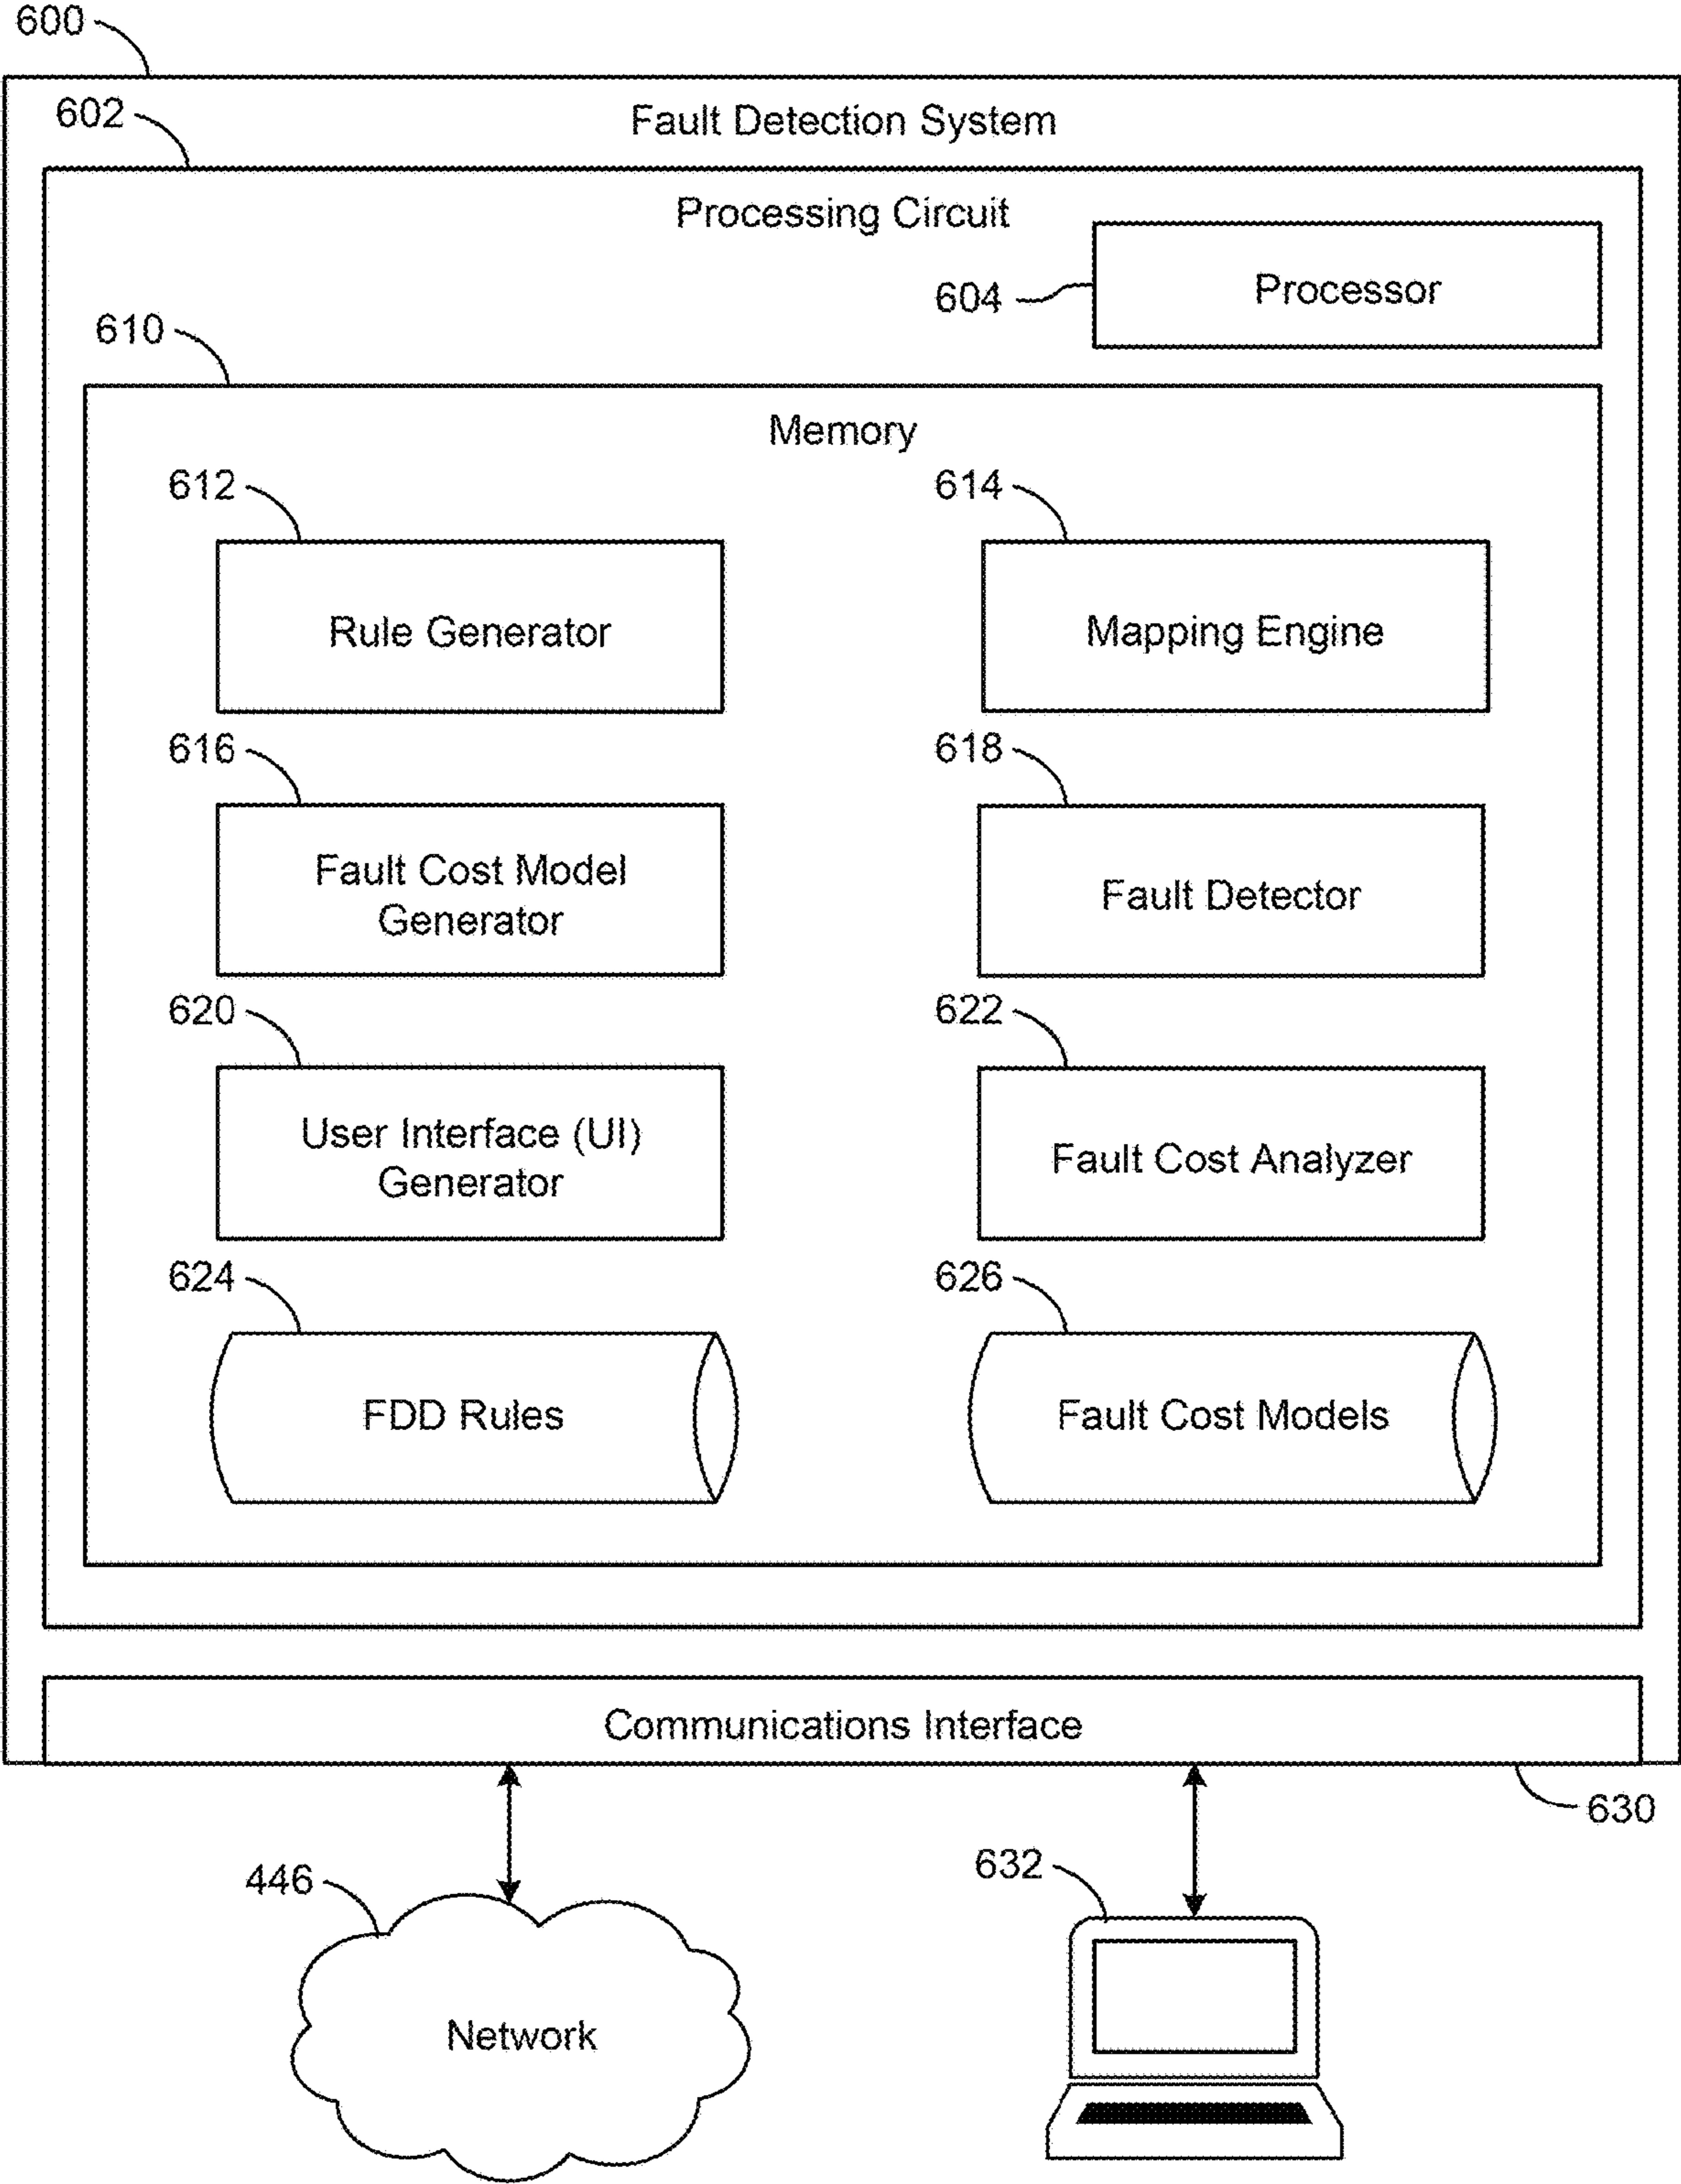 600
Fault Detection System
602
Processing Circuit
604
Processor
610
Memory
612
614
Rule Generator
Mapping Engine
616
618
Fault Cost Model
Generator
Fault Detector
620
622
User Interface (UI)
Generator
Fault Cost Analyzer
624
626
FDD Rules
Fault Cost Models
Communications Interface
630
446
632
Network